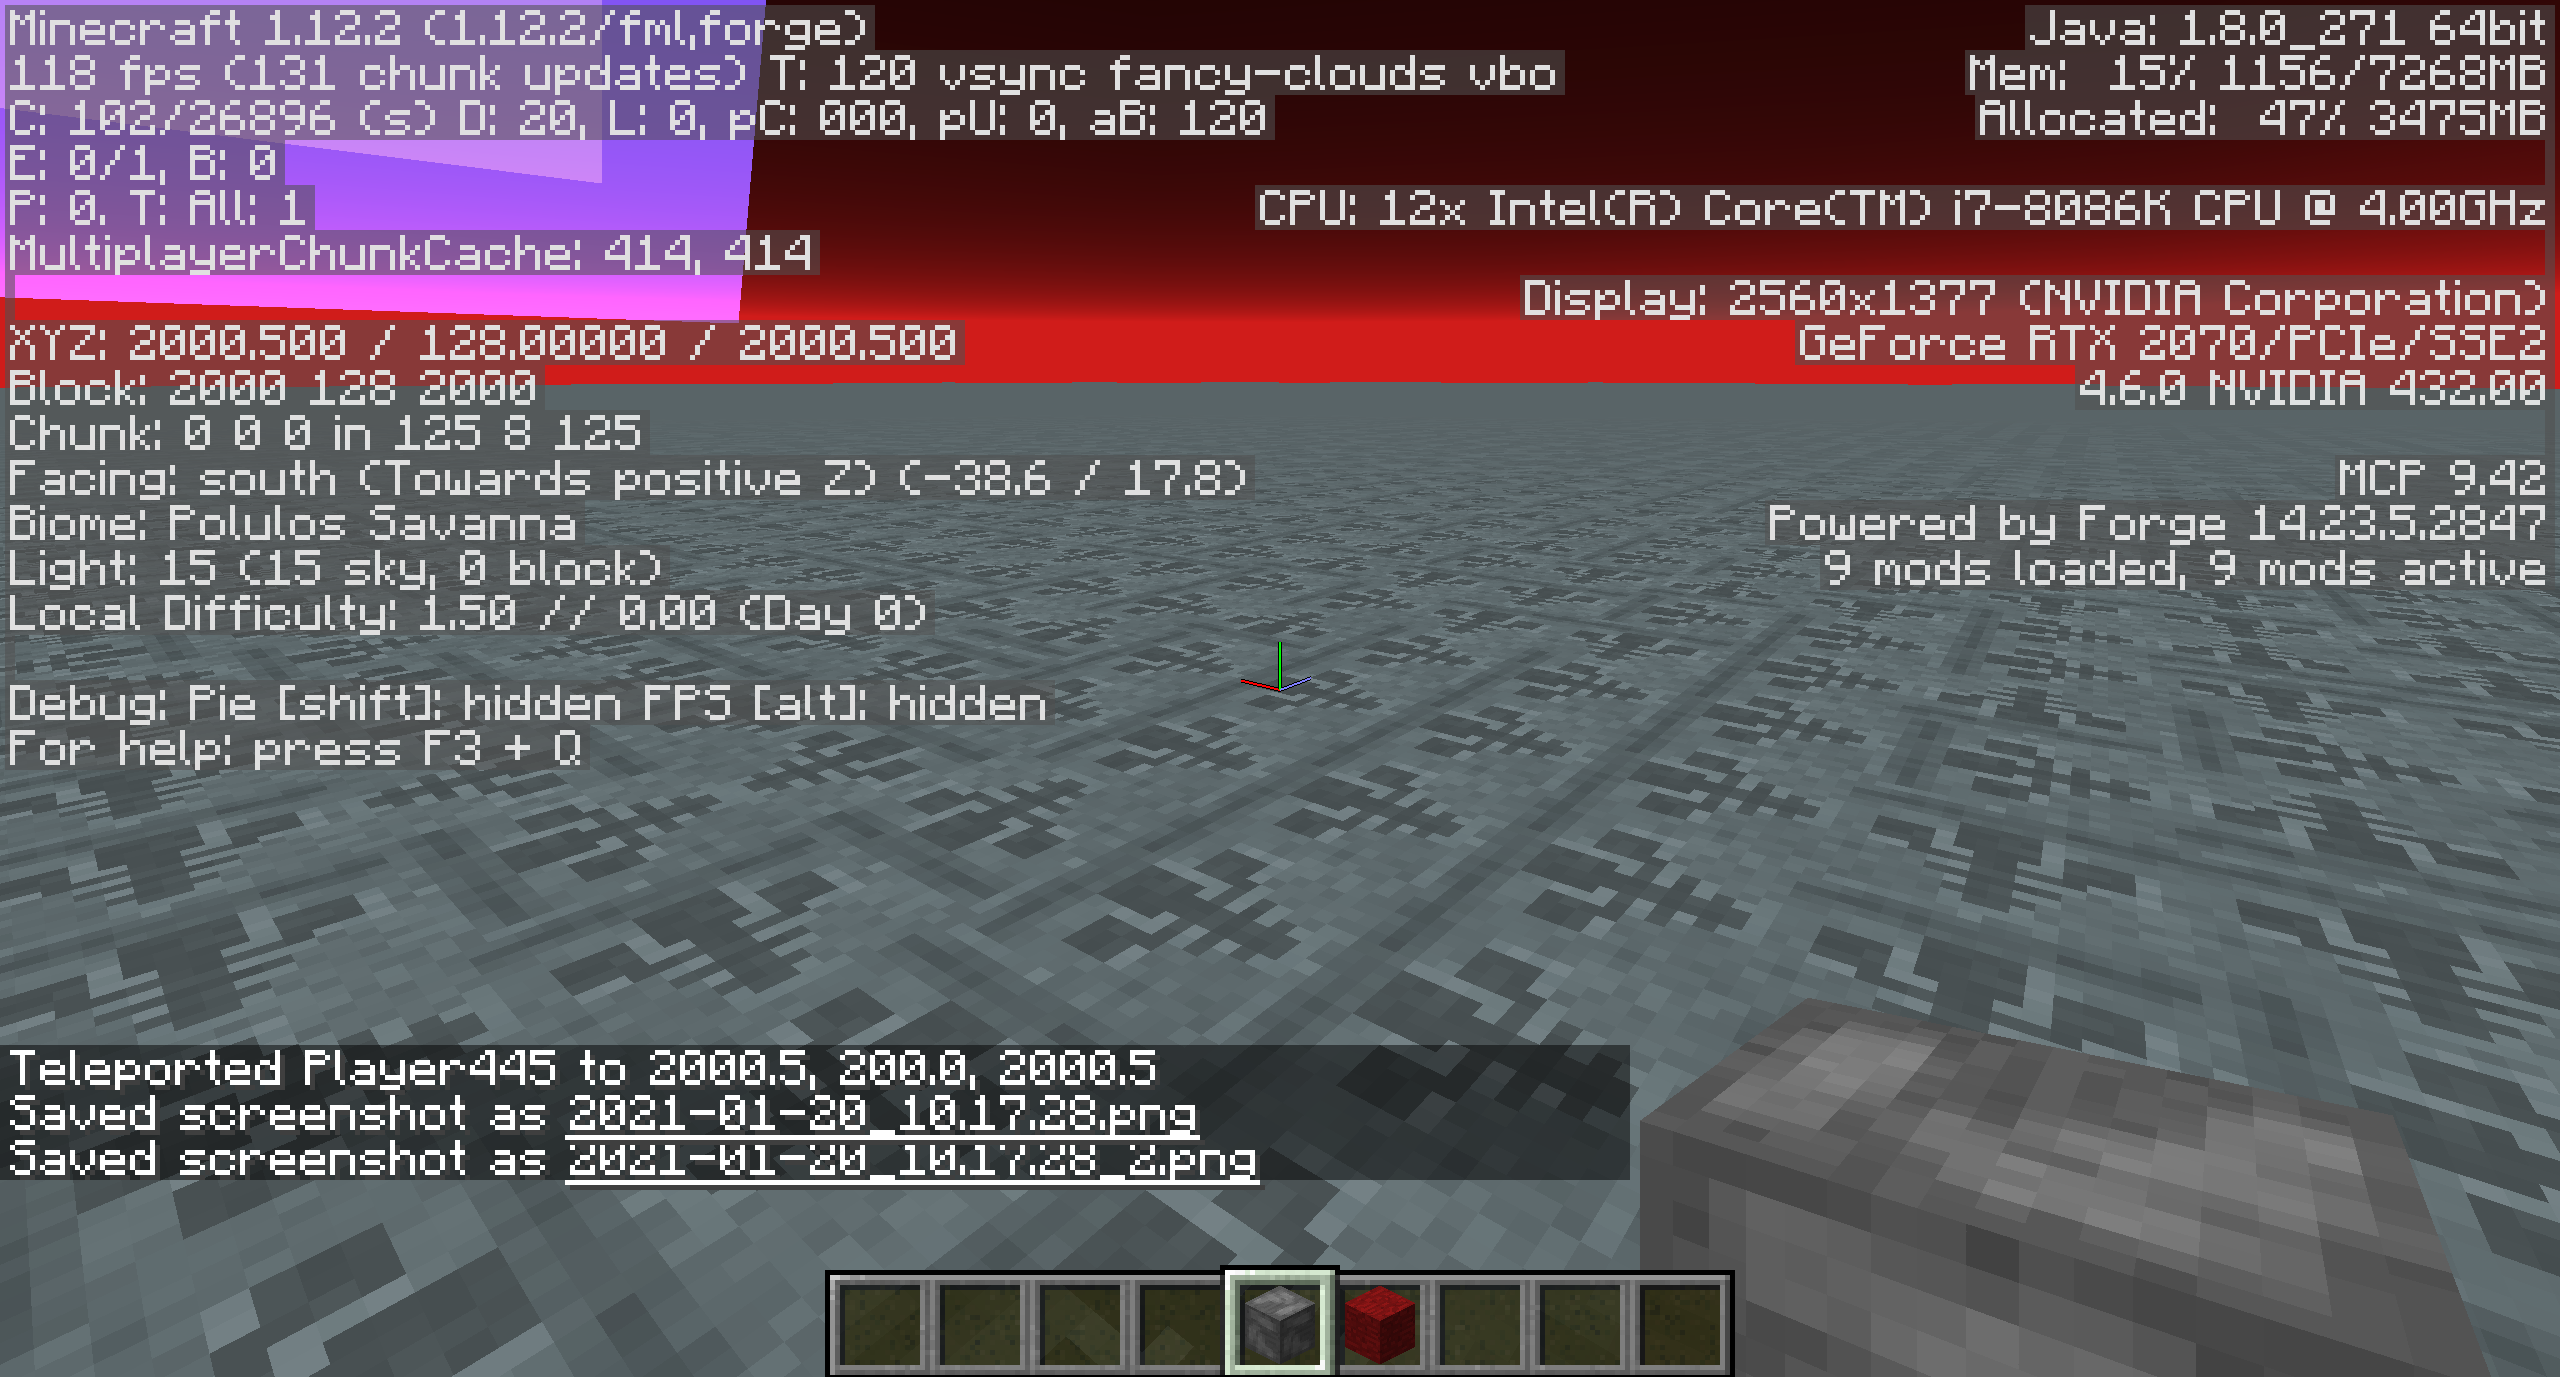 Minecraft 1.12.2 (1.12.2/fml,forge)
118 fps (131 chunk updates) T: 120 vsync fancy-clouds vbo
C: 102/26896 (s) D: 20, L: 0, pC: 000, pU: 0, aB: 120
E: 0/1, B: 0
P: 0. T: All: 1
MultiplayerChunkCache: 414, 414
XYZ: 2000.500 / 128.00000 / 2000.500
Block: 2000 128 2000
Chunk: 0 0 0 in 125 8 125
Facing: south (Towards positive Z) (-38.6 / 17.8)
Biome: Polulos Savanna
Light: 15 (15 sky, 0 block)
Local Difficulty: 1.50 // 0.00 (Day 0)
Debug: Pie [shift]: hidden FPS [alt]: hidden
For help: press F3 + Q
Java: 1.8.0_271 64bit
Mem: 15% 1156/7268MB
Allocated: 47% 3475MB
CPU: 12x Intel(R) Core(TM) i7-8086K CPU @ 4.00GHz
Display: 2560x1377 (NVIDIA Corporation)
GeForce RTX 2070/PCIe/SSE2
4.6.0 NVIDIA 432.00
MCP 9.42
Powered by Forge 14.23.5.2847
9 mods loaded, 9 mods active
Teleported Player445 to 2000.5, 200.0, 2000.5
Saved screenshot as 2021-01-20_10.17.28.png
Saved screenshot as 2021-01-20_10.17.28_2.png